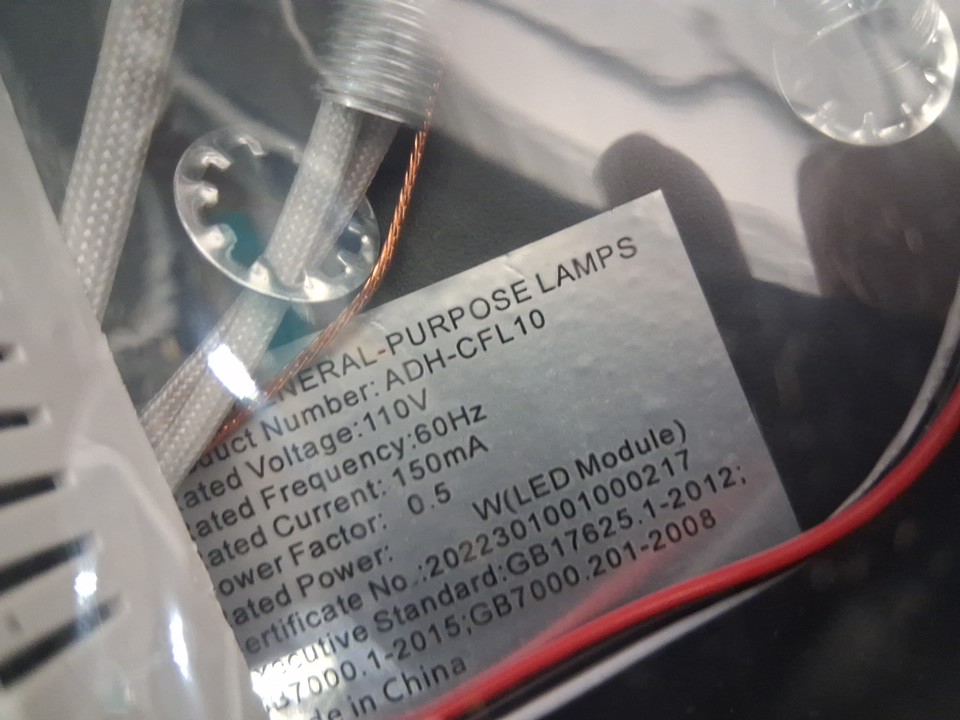 NERAL-PURPOSE LAMPS
duct Number: ADH-CFL10
ated Voltage:110V
ated Frequency:60Hz
ated Current: 150mA
ower Factor: 0.5
ated Power: W(LED Module)
ertificate No.:2022301001000217
xecutive Standard:GB17625.1-2012;
B7000.1-2015;GB7000.201-2008
de in China